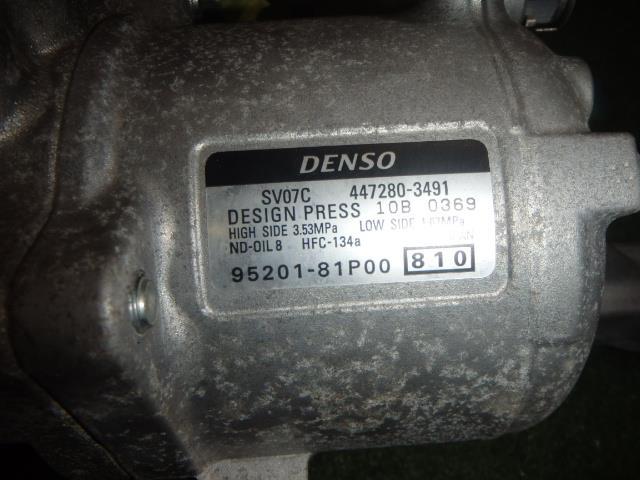 DENSO
SV07C 447280-3491
DESIGN PRESS 10B 0369
HIGH SIDE 3.53MPa LOW SIDE
ND-OIL 8 HFC-134a
95201-81P00 810